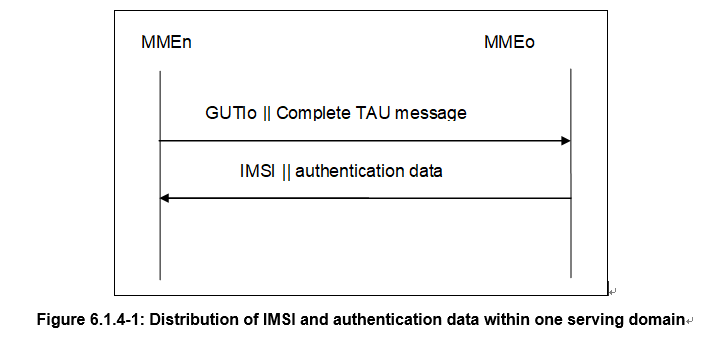 MMEn MMEo
GUTIo || Complete TAU message
IMSI || authentication data
Figure 6.1.4-1: Distribution of IMSI and authentication data within one serving domain